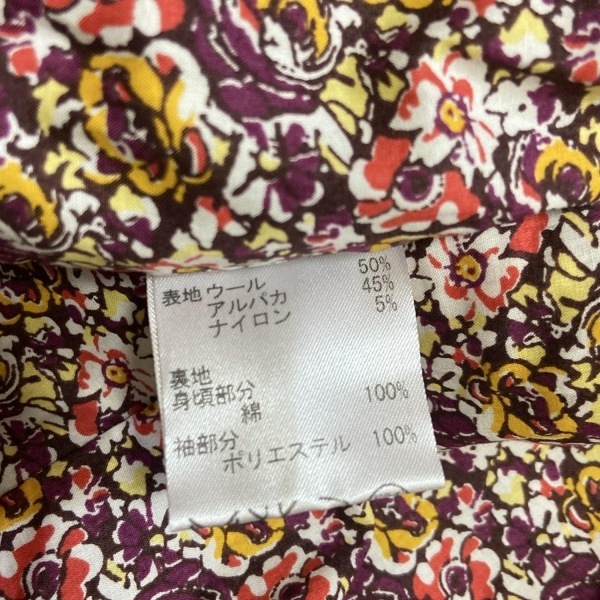 表地 ウール 50%
アルパカ 45%
ナイロン 5%
裏地
身頃部分
綿 100%
袖部分
ポリエステル 100%